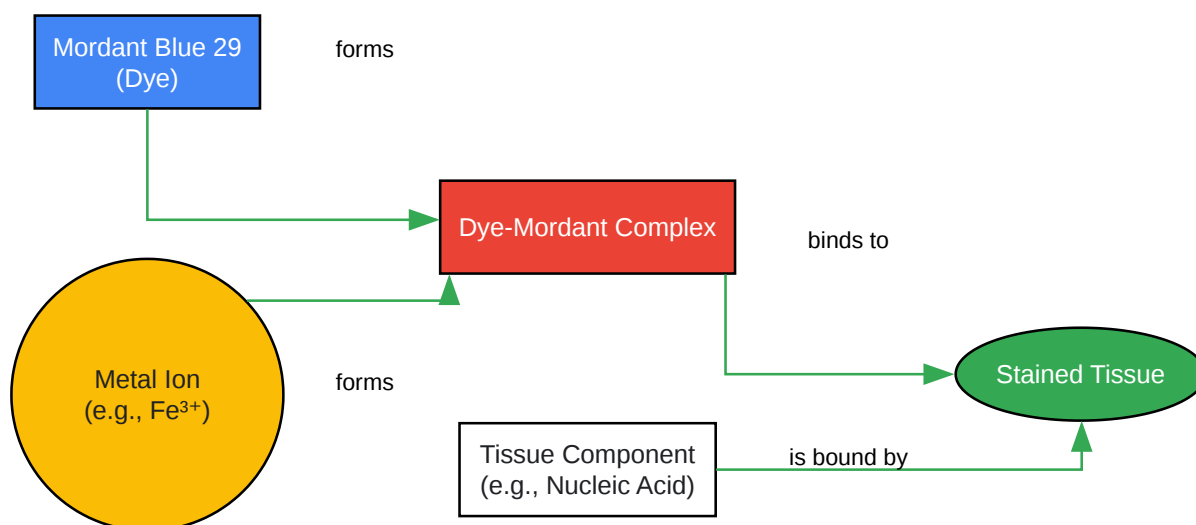 Mordant Blue 29
(Dye)
forms
Dye-Mordant Complex
binds to
Metal Ion
(e.g., Fe³⁺)
forms
Stained Tissue
Tissue Component
(e.g., Nucleic Acid)
is bound by